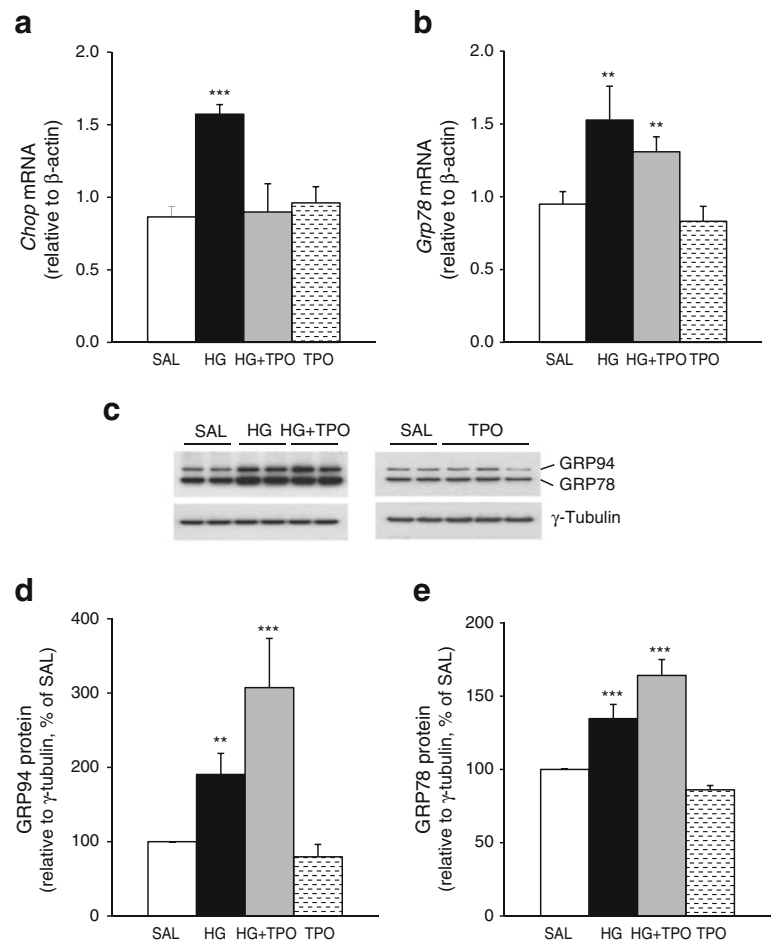 a
Chop mRNA
(relative to β-actin)
2.0
1.5
1.0
0.5
0.0
***
SAL HG HG+TPO TPO
b
Grp78 mRNA
(relative to β-actin)
2.0
1.5
1.0
0.5
0.0
**
**
SAL HG HG+TPO TPO
c
SAL HG HG+TPO
SAL TPO
GRP94
GRP78
γ-Tubulin
d
GRP94 protein
(relative to γ-tubulin, % of SAL)
400
300
200
100
0
**
***
SAL HG HG+TPO TPO
e
GRP78 protein
(relative to γ-tubulin, % of SAL)
200
150
100
50
0
***
***
SAL HG HG+TPO TPO